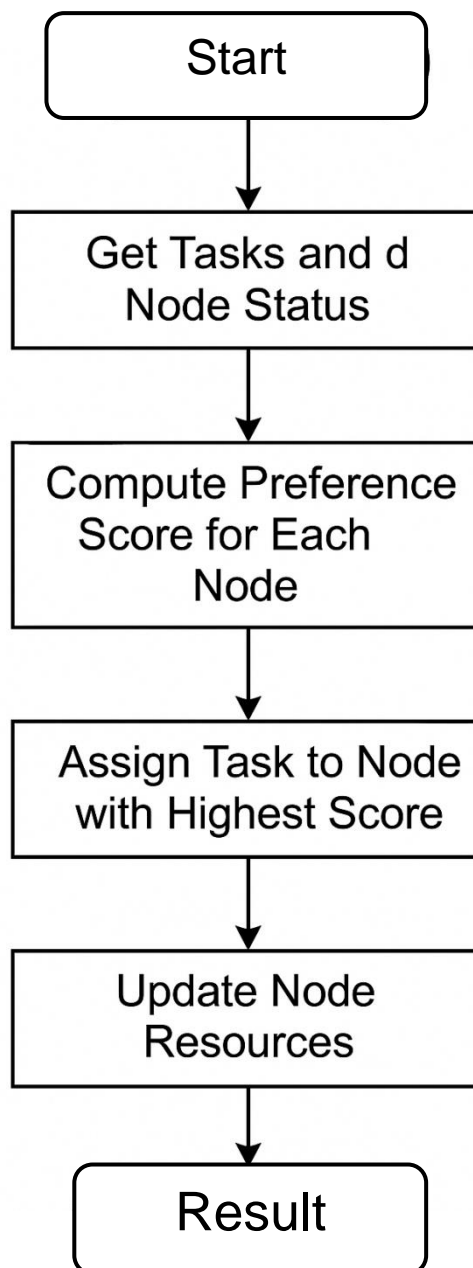 Start
Get Tasks and d
Node Status
Compute Preference
Score for Each
Node
Assign Task to Node
with Highest Score
Update Node
Resources
Result